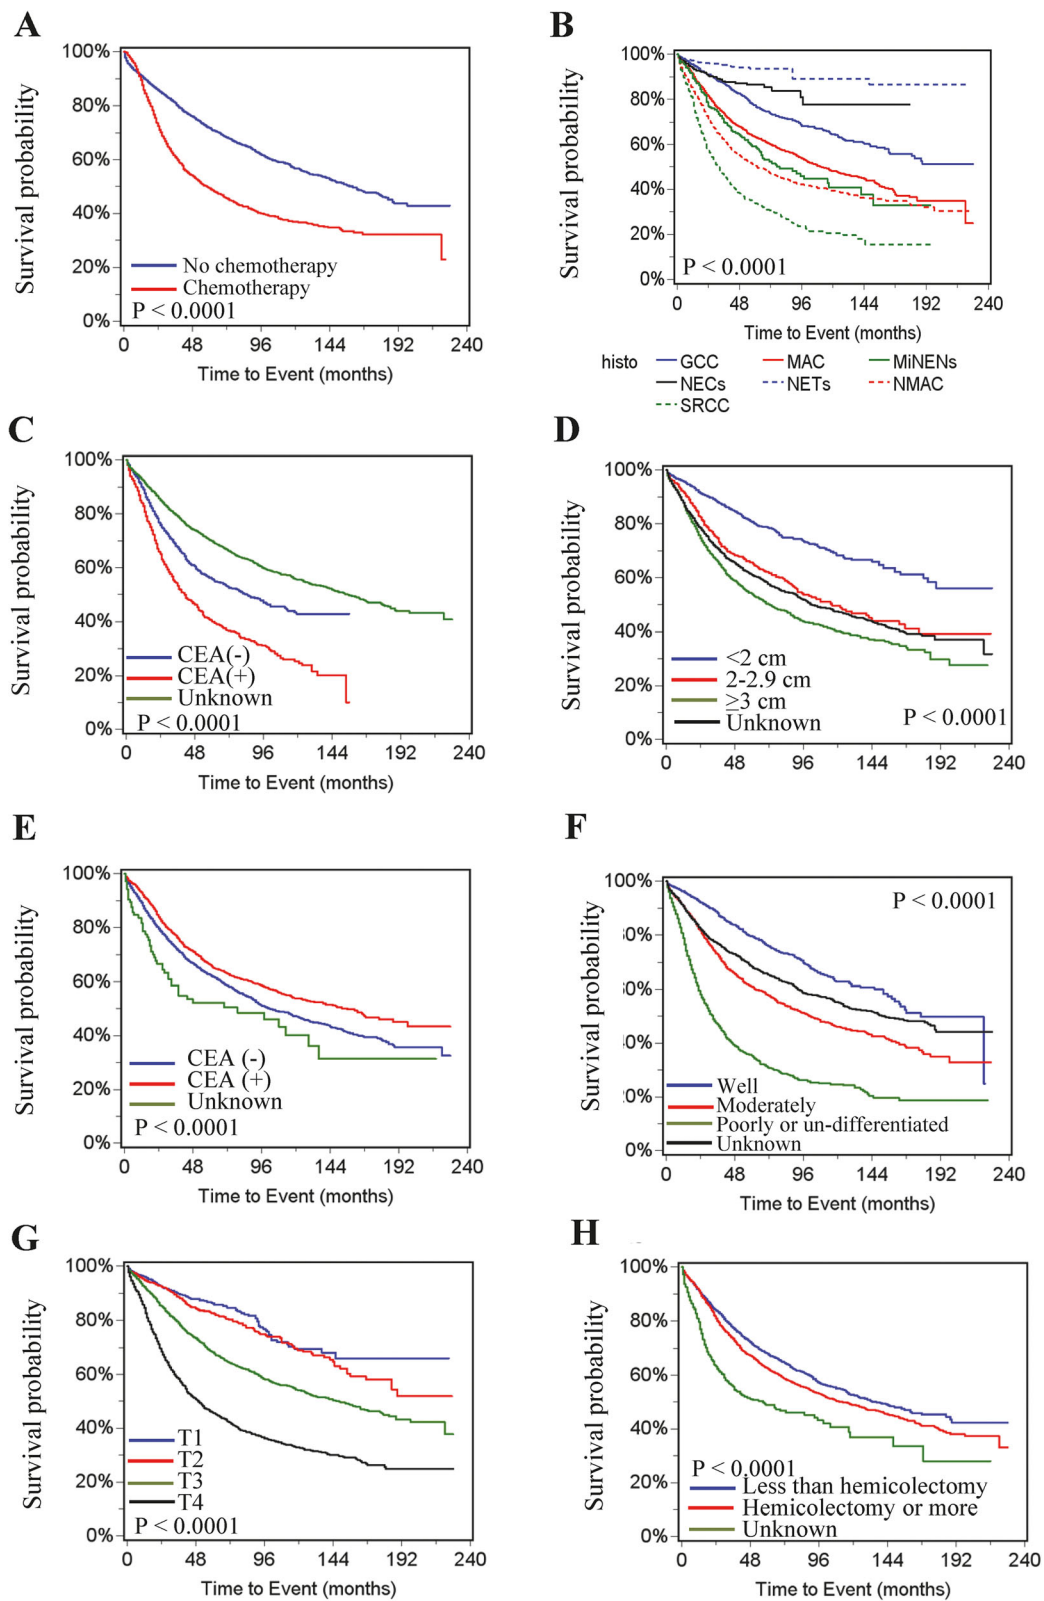 A
Survival probability
100%
80%
60%
40%
20%
0%
No chemotherapy
Chemotherapy
P < 0.0001
0 48 96 144 192 240
Time to Event (months)
B
Survival probability
100%
80%
60%
40%
20%
0%
P < 0.0001
0 48 96 144 192 240
Time to Event (months)
histo GCC MAC MiNENs
NECs NETs NMAC
SRCC
C
Survival probability
100%
80%
60%
40%
20%
0%
CEA(-)
CEA(+)
Unknown
P < 0.0001
0 48 96 144 192 240
Time to Event (months)
D
Survival probability
100%
80%
60%
40%
20%
0%
<2 cm
2-2.9 cm
≥3 cm
Unknown
P < 0.0001
0 48 96 144 192 240
E
Survival probability
100%
80%
60%
40%
20%
0%
CEA (-)
CEA (+)
Unknown
P < 0.0001
0 48 96 144 192 240
Time to Event (months)
F
Survival probability
100%
80%
60%
40%
20%
0%
P < 0.0001
Well
Moderately
Poorly or un-differentiated
Unknown
0 48 96 144 192 240
Time to Event (months)
G
Survival probability
100%
80%
60%
40%
20%
0%
T1
T2
T3
T4
P < 0.0001
0 48 96 144 192 240
Time to Event (months)
H
Survival probability
100%
80%
60%
40%
20%
0%
P < 0.0001
Less than hemicolectomy
Hemicolectomy or more
Unknown
0 48 96 144 192 240
Time to Event (months)